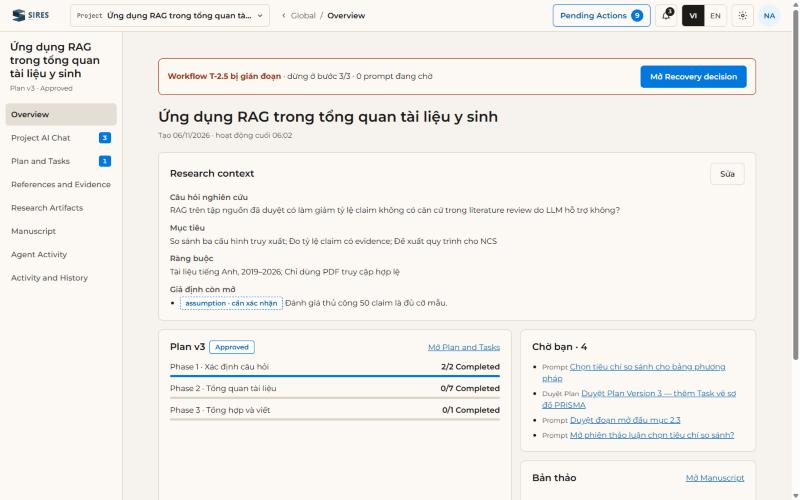 SIRES
Project Ứng dụng RAG trong tổng quan tà...
‹ Global / Overview
Pending Actions 9
3
VI EN
NA
Ứng dụng RAG
trong tổng quan
tài liệu y sinh
Plan v3 · Approved
Overview
Project AI Chat 3
Plan and Tasks 1
References and Evidence
Research Artifacts
Manuscript
Agent Activity
Activity and History
Workflow T-2.5 bị gián đoạn · dừng ở bước 3/3 · 0 prompt đang chờ
Mở Recovery decision
Ứng dụng RAG trong tổng quan tài liệu y sinh
Tạo 06/11/2026 · hoạt động cuối 06:02
Research context
Sửa
Câu hỏi nghiên cứu
RAG trên tập nguồn đã duyệt có làm giảm tỷ lệ claim không có căn cứ trong literature review do LLM hỗ trợ không?
Mục tiêu
So sánh ba cấu hình truy xuất; Đo tỷ lệ claim có evidence; Đề xuất quy trình cho NCS
Ràng buộc
Tài liệu tiếng Anh, 2019–2026; Chỉ dùng PDF truy cập hợp lệ
Giả định còn mở
assumption · cần xác nhận Đánh giá thủ công 50 claim là đủ cỡ mẫu.
Plan v3 Approved
Mở Plan and Tasks
Phase 1 · Xác định câu hỏi 2/2 Completed
Phase 2 · Tổng quan tài liệu 0/7 Completed
Phase 3 · Tổng hợp và viết 0/1 Completed
Chờ bạn · 4
Prompt Chọn tiêu chí so sánh cho bảng phương
pháp
Duyệt Plan Duyệt Plan Version 3 — thêm Task vẽ sơ
đồ PRISMA
Prompt Duyệt đoạn mở đầu mục 2.3
Prompt Mở phiên thảo luận chọn tiêu chí so sánh?
Bản thảo
Mở Manuscript